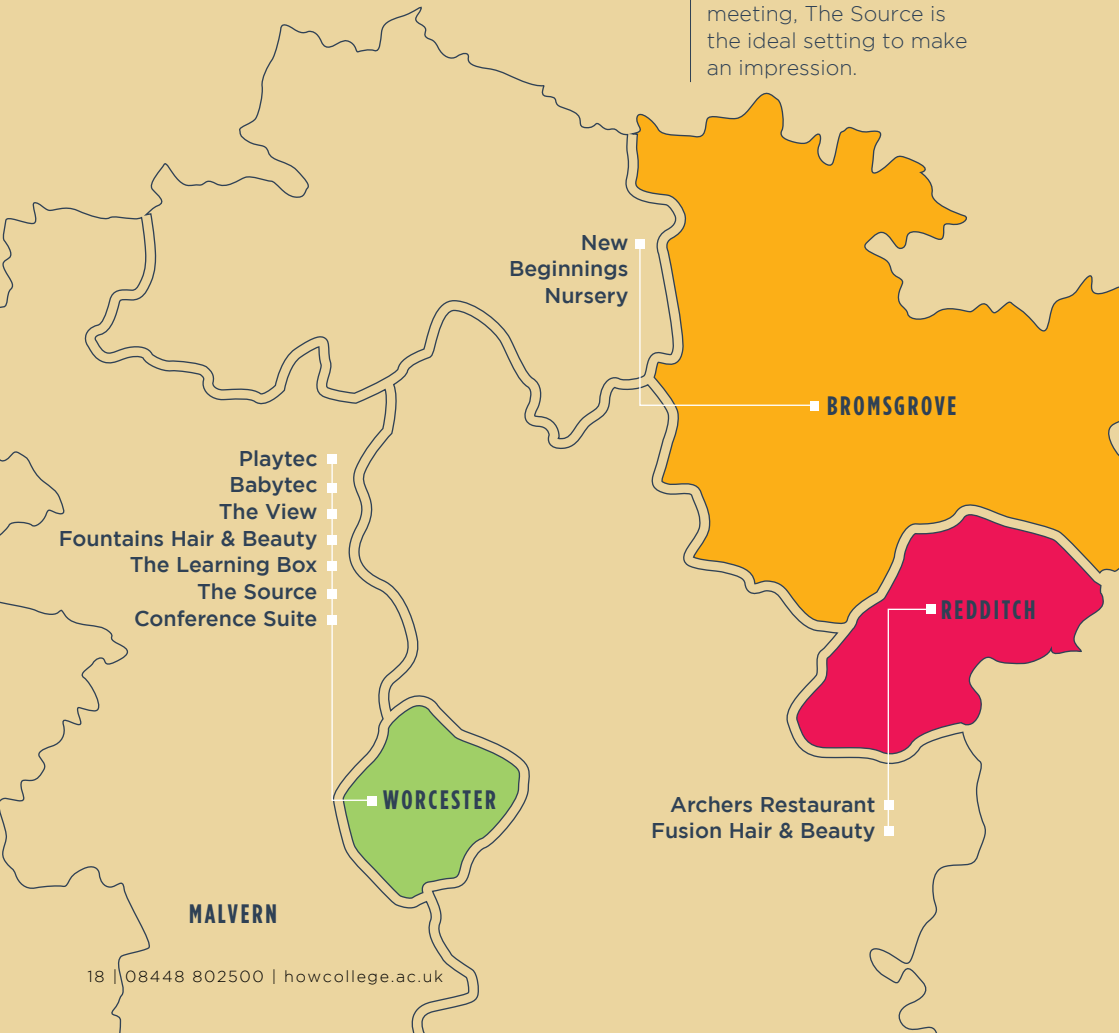 meeting, The Source is
the ideal setting to make
an impression.
New
Beginnings
Nursery
BROMSGROVE
Playtec
Babytec
The View
Fountains Hair & Beauty
The Learning Box
The Source
Conference Suite
REDDITCH
WORCESTER
Archers Restaurant
Fusion Hair & Beauty
MALVERN
18 | 08448 802500 | howcollege.ac.uk